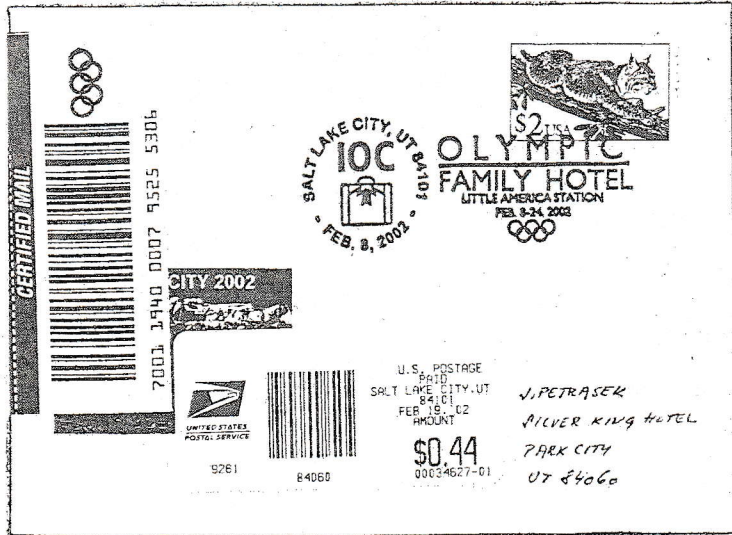 CERTIFIED MAIL
7001 1940 0007 9525 5306
SALT LAKE CITY, UT 84101
IOC
- FEB. 8, 2002 -
$2 USA
OLYMPIC
FAMILY HOTEL
LITTLE AMERICA STATION
FEB. 8-24, 2002
CITY 2002
UNITED STATES
POSTAL SERVICE
9261
84060
U.S. POSTAGE
PAID
SALT LAKE CITY.UT
84101
FEB 19. 02
AMOUNT
$0.44
00034627-01
J. PETRASEK
SILVER KING HOTEL
PARK CITY
UT 84060